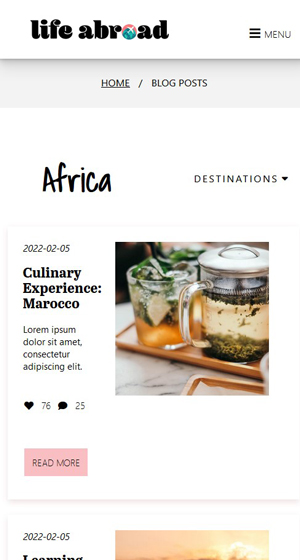 life abroad
MENU
HOME / BLOG POSTS
Africa
DESTINATIONS
2022-02-05
Culinary
Experience:
Marocco
Lorem ipsum
dolor sit amet,
consectetur
adipiscing elit.
76 25
READ MORE
2022-02-05
Learning